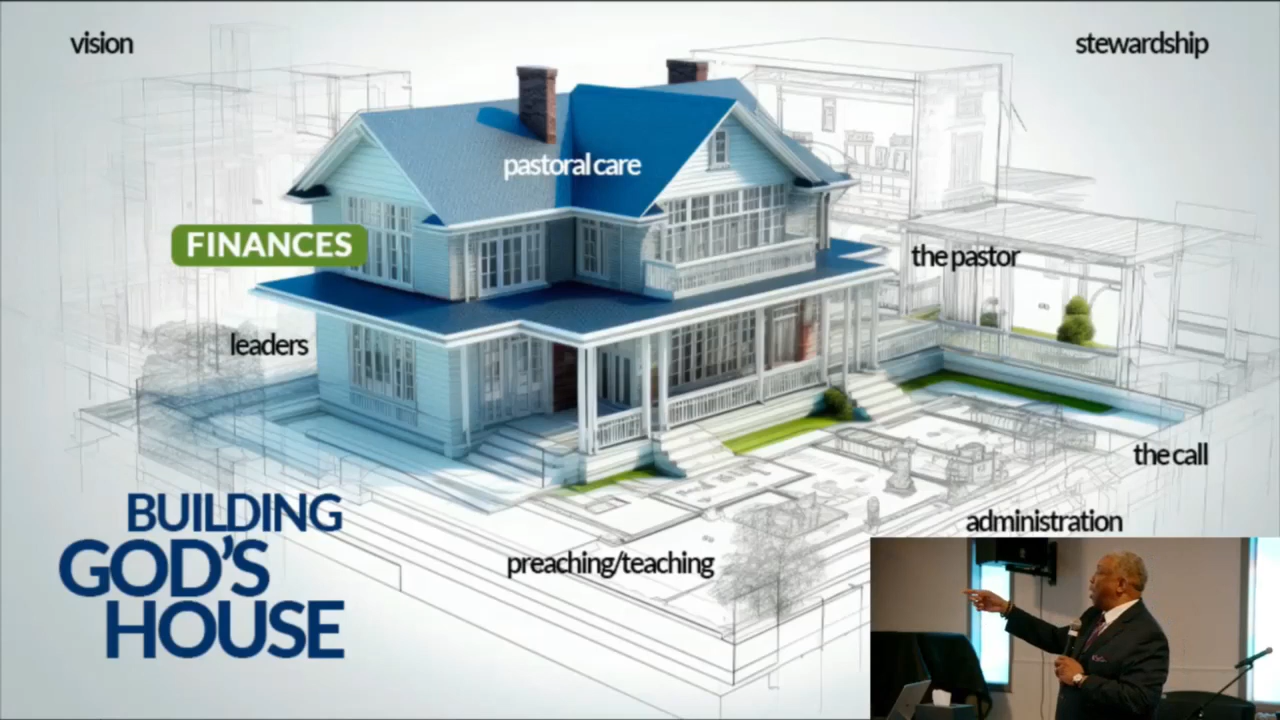 vision
stewardship
pastoral care
FINANCES
the pastor
leaders
the call
BUILDING
GOD'S
HOUSE
administration
preaching/teaching